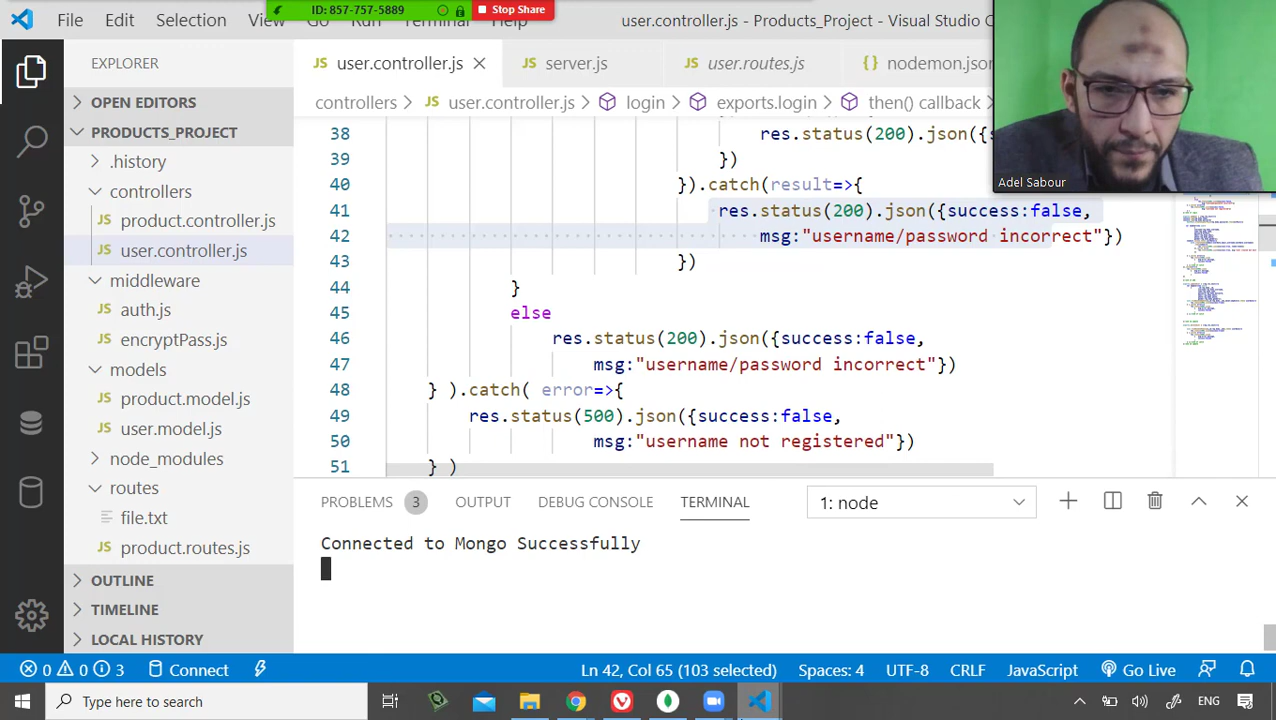 ID: 857-757-5889
Stop Share
File Edit Selection View Go Run Terminal Help
user.controller.js - Products_Project - Visual Studio C
EXPLORER
user.controller.js
server.js
user.routes.js
nodemon.json
OPEN EDITORS
controllers > user.controller.js > login > exports.login > then() callback
PRODUCTS_PROJECT
.history
controllers
product.controller.js
user.controller.js
middleware
auth.js
encryptPass.js
models
product.model.js
user.model.js
node_modules
routes
file.txt
product.routes.js
OUTLINE
TIMELINE
LOCAL HISTORY
38 res.status(200).json({s
39 })
40 }).catch(result=>{
41 res.status(200).json({success:false,
42 msg:"username/password incorrect"})
43 })
44 }
45 else
46 res.status(200).json({success:false,
47 msg:"username/password incorrect"})
48 } ).catch( error=>{
49 res.status(500).json({success:false,
50 msg:"username not registered"})
51 } )
Adel Sabour
PROBLEMS 3 OUTPUT DEBUG CONSOLE TERMINAL 1: node
Connected to Mongo Successfully
0 0 3 Connect Ln 42, Col 65 (103 selected) Spaces: 4 UTF-8 CRLF JavaScript Go Live
Type here to search
ENG